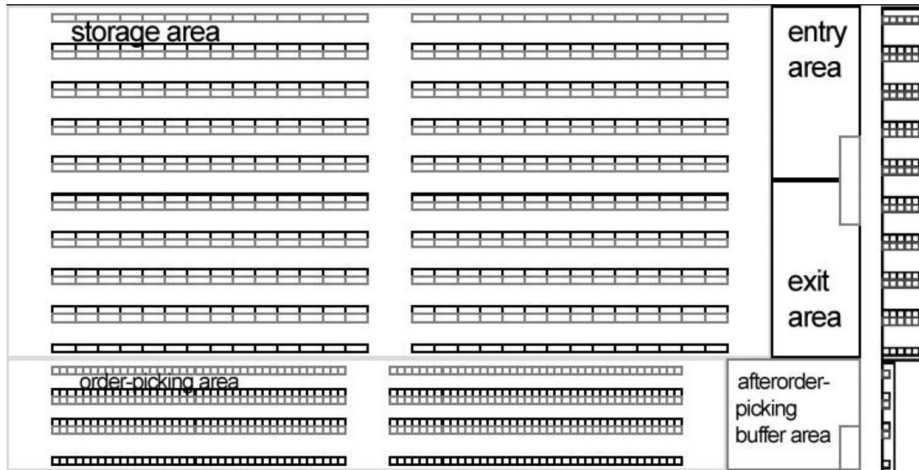 storage area
entry
area
exit
area
order-picking area
afterorder-
picking
buffer area